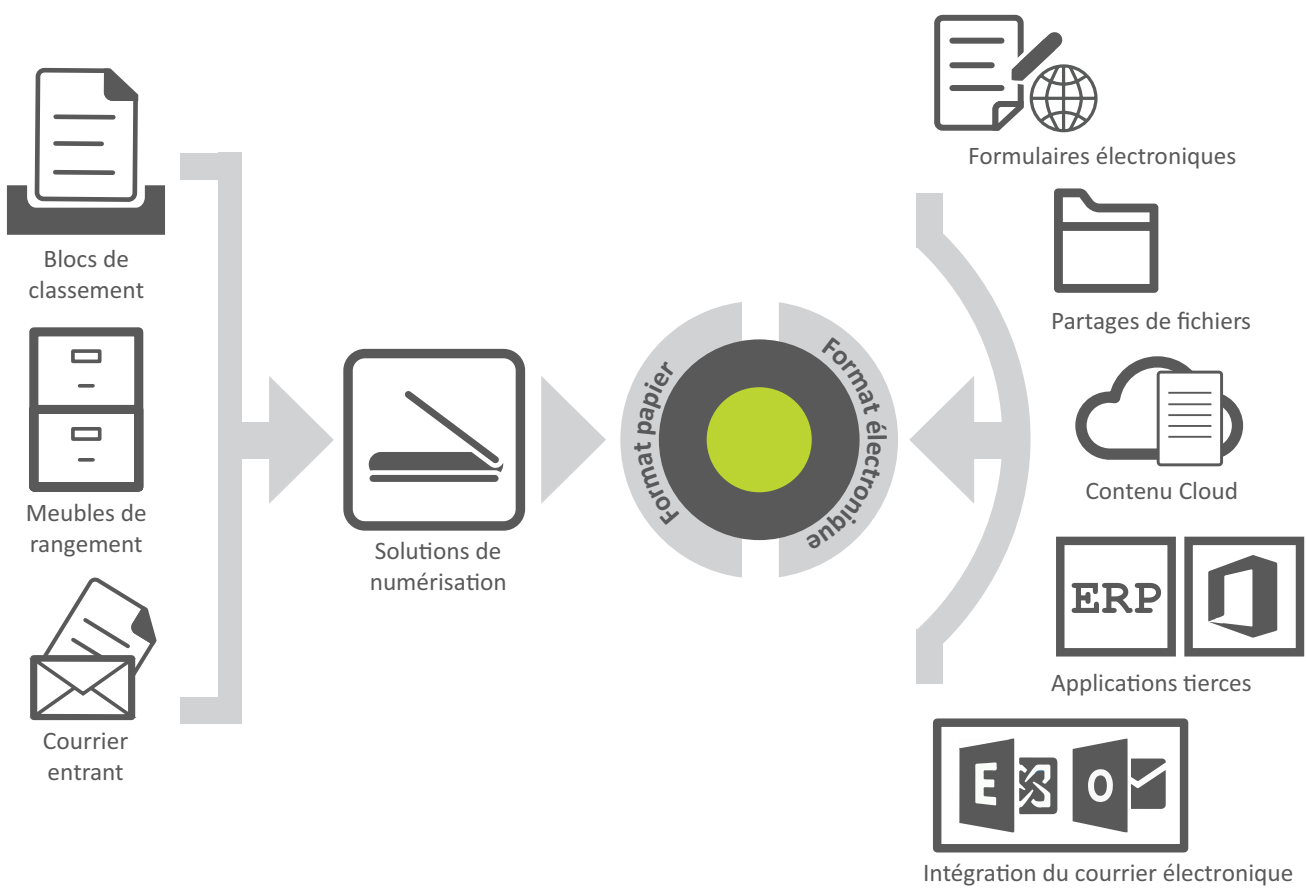 Blocs de
classement
Meubles de
rangement
Courrier
entrant
Solutions de
numérisation
Format papier
Format électronique
Formulaires électroniques
Partages de fichiers
Contenu Cloud
ERP
Applications tierces
E
O
Intégration du courrier électronique